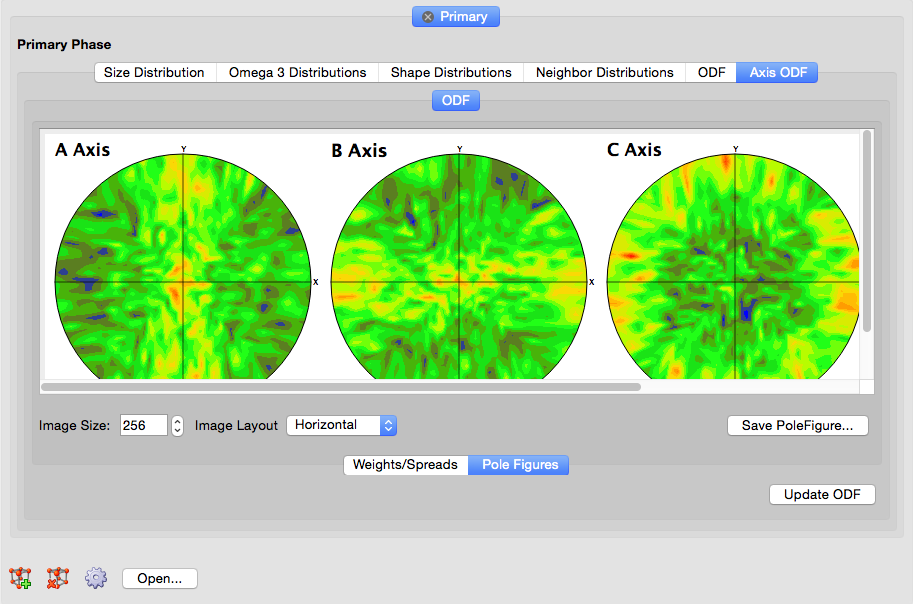 Primary
Primary Phase
Size Distribution Omega 3 Distributions Shape Distributions Neighbor Distributions ODF Axis ODF
ODF
A Axis Y B Axis Y C Axis Y
X X
Image Size: 256 Image Layout Horizontal Save PoleFigure...
Weights/Spreads Pole Figures
Update ODF
Open...